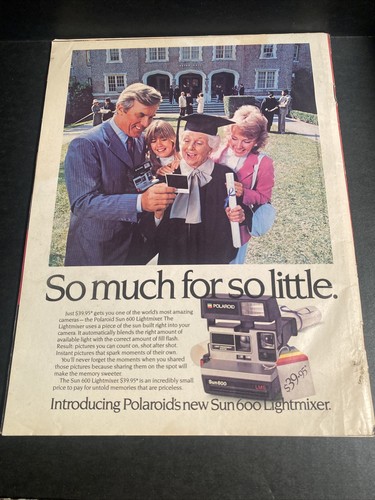 So much for so little.
Just $39.95* gets you one of the world's most amazing
cameras—the Polaroid Sun 600 Lightmixer. The
Lightmixer uses a piece of the sun built right into your
camera. It automatically blends the right amount of
available light with the correct amount of fill flash.
Result: pictures you can count on, shot after shot.
Instant pictures that spark moments of their own.
You'll never forget the moments when you shared
those pictures because sharing them on the spot will
make the memory sweeter.
The Sun 600 Lightmixer $39.95* is an incredibly small
price to pay for untold memories that are priceless.
POLAROID
Sun600
LMS
$39.95*
Introducing Polaroid's new Sun 600 Lightmixer.